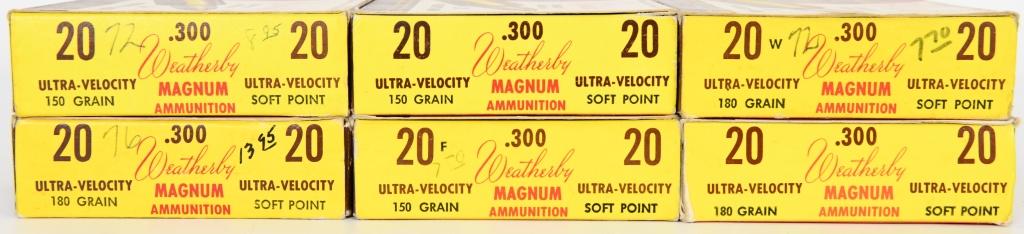 20 72 .300 8.95 20
Weatherby
ULTRA-VELOCITY MAGNUM ULTRA-VELOCITY
150 GRAIN AMMUNITION SOFT POINT
20 .300 20
Weatherby
ULTRA-VELOCITY MAGNUM ULTRA-VELOCITY
150 GRAIN AMMUNITION SOFT POINT
20 W 72 .300 7.70 20
Weatherby
ULTRA-VELOCITY MAGNUM ULTRA-VELOCITY
180 GRAIN AMMUNITION SOFT POINT
20 76 .300 13.95 20
Weatherby
ULTRA-VELOCITY MAGNUM ULTRA-VELOCITY
180 GRAIN AMMUNITION SOFT POINT
20 F .300 20
Weatherby
ULTRA-VELOCITY MAGNUM ULTRA-VELOCITY
150 GRAIN AMMUNITION SOFT POINT
20 .300 20
Weatherby
ULTRA-VELOCITY MAGNUM ULTRA-VELOCITY
180 GRAIN AMMUNITION SOFT POINT